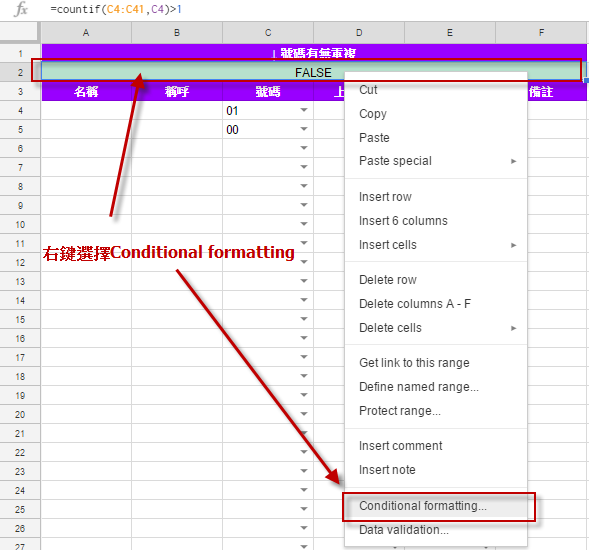 fx =countif(C4:C41,C4)>1
A B C D E F
1 ↓號碼有無重複
2 FALSE
3 名稱 稱呼 號碼 上 備註
4 01
5 00
6
7
8
9
10
11
12
13
14
15
16
17
18
19
20
21
22
23
24
25
26
27
Cut
Copy
Paste
Paste special
Insert row
Insert 6 columns
Insert cells
Delete row
Delete columns A - F
Delete cells
Get link to this range
Define named range...
Protect range...
Insert comment
Insert note
Conditional formatting...
Data validation...
右鍵選擇Conditional formatting